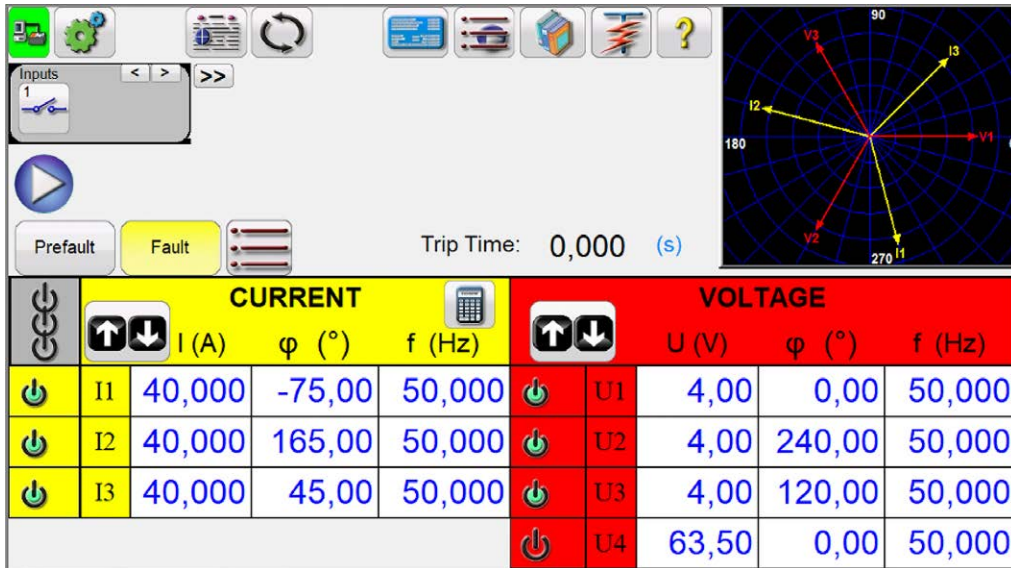 90
V3
I3
I2
V1
180
V2
270
I1
Inputs
< >
>>
1
Prefault
Fault
Trip Time: 0,000 (s)
CURRENT
VOLTAGE
I (A) φ (°) f (Hz)
U (V) φ (°) f (Hz)
I1 40,000 -75,00 50,000 U1 4,00 0,00 50,000
I2 40,000 165,00 50,000 U2 4,00 240,00 50,000
I3 40,000 45,00 50,000 U3 4,00 120,00 50,000
U4 63,50 0,00 50,000